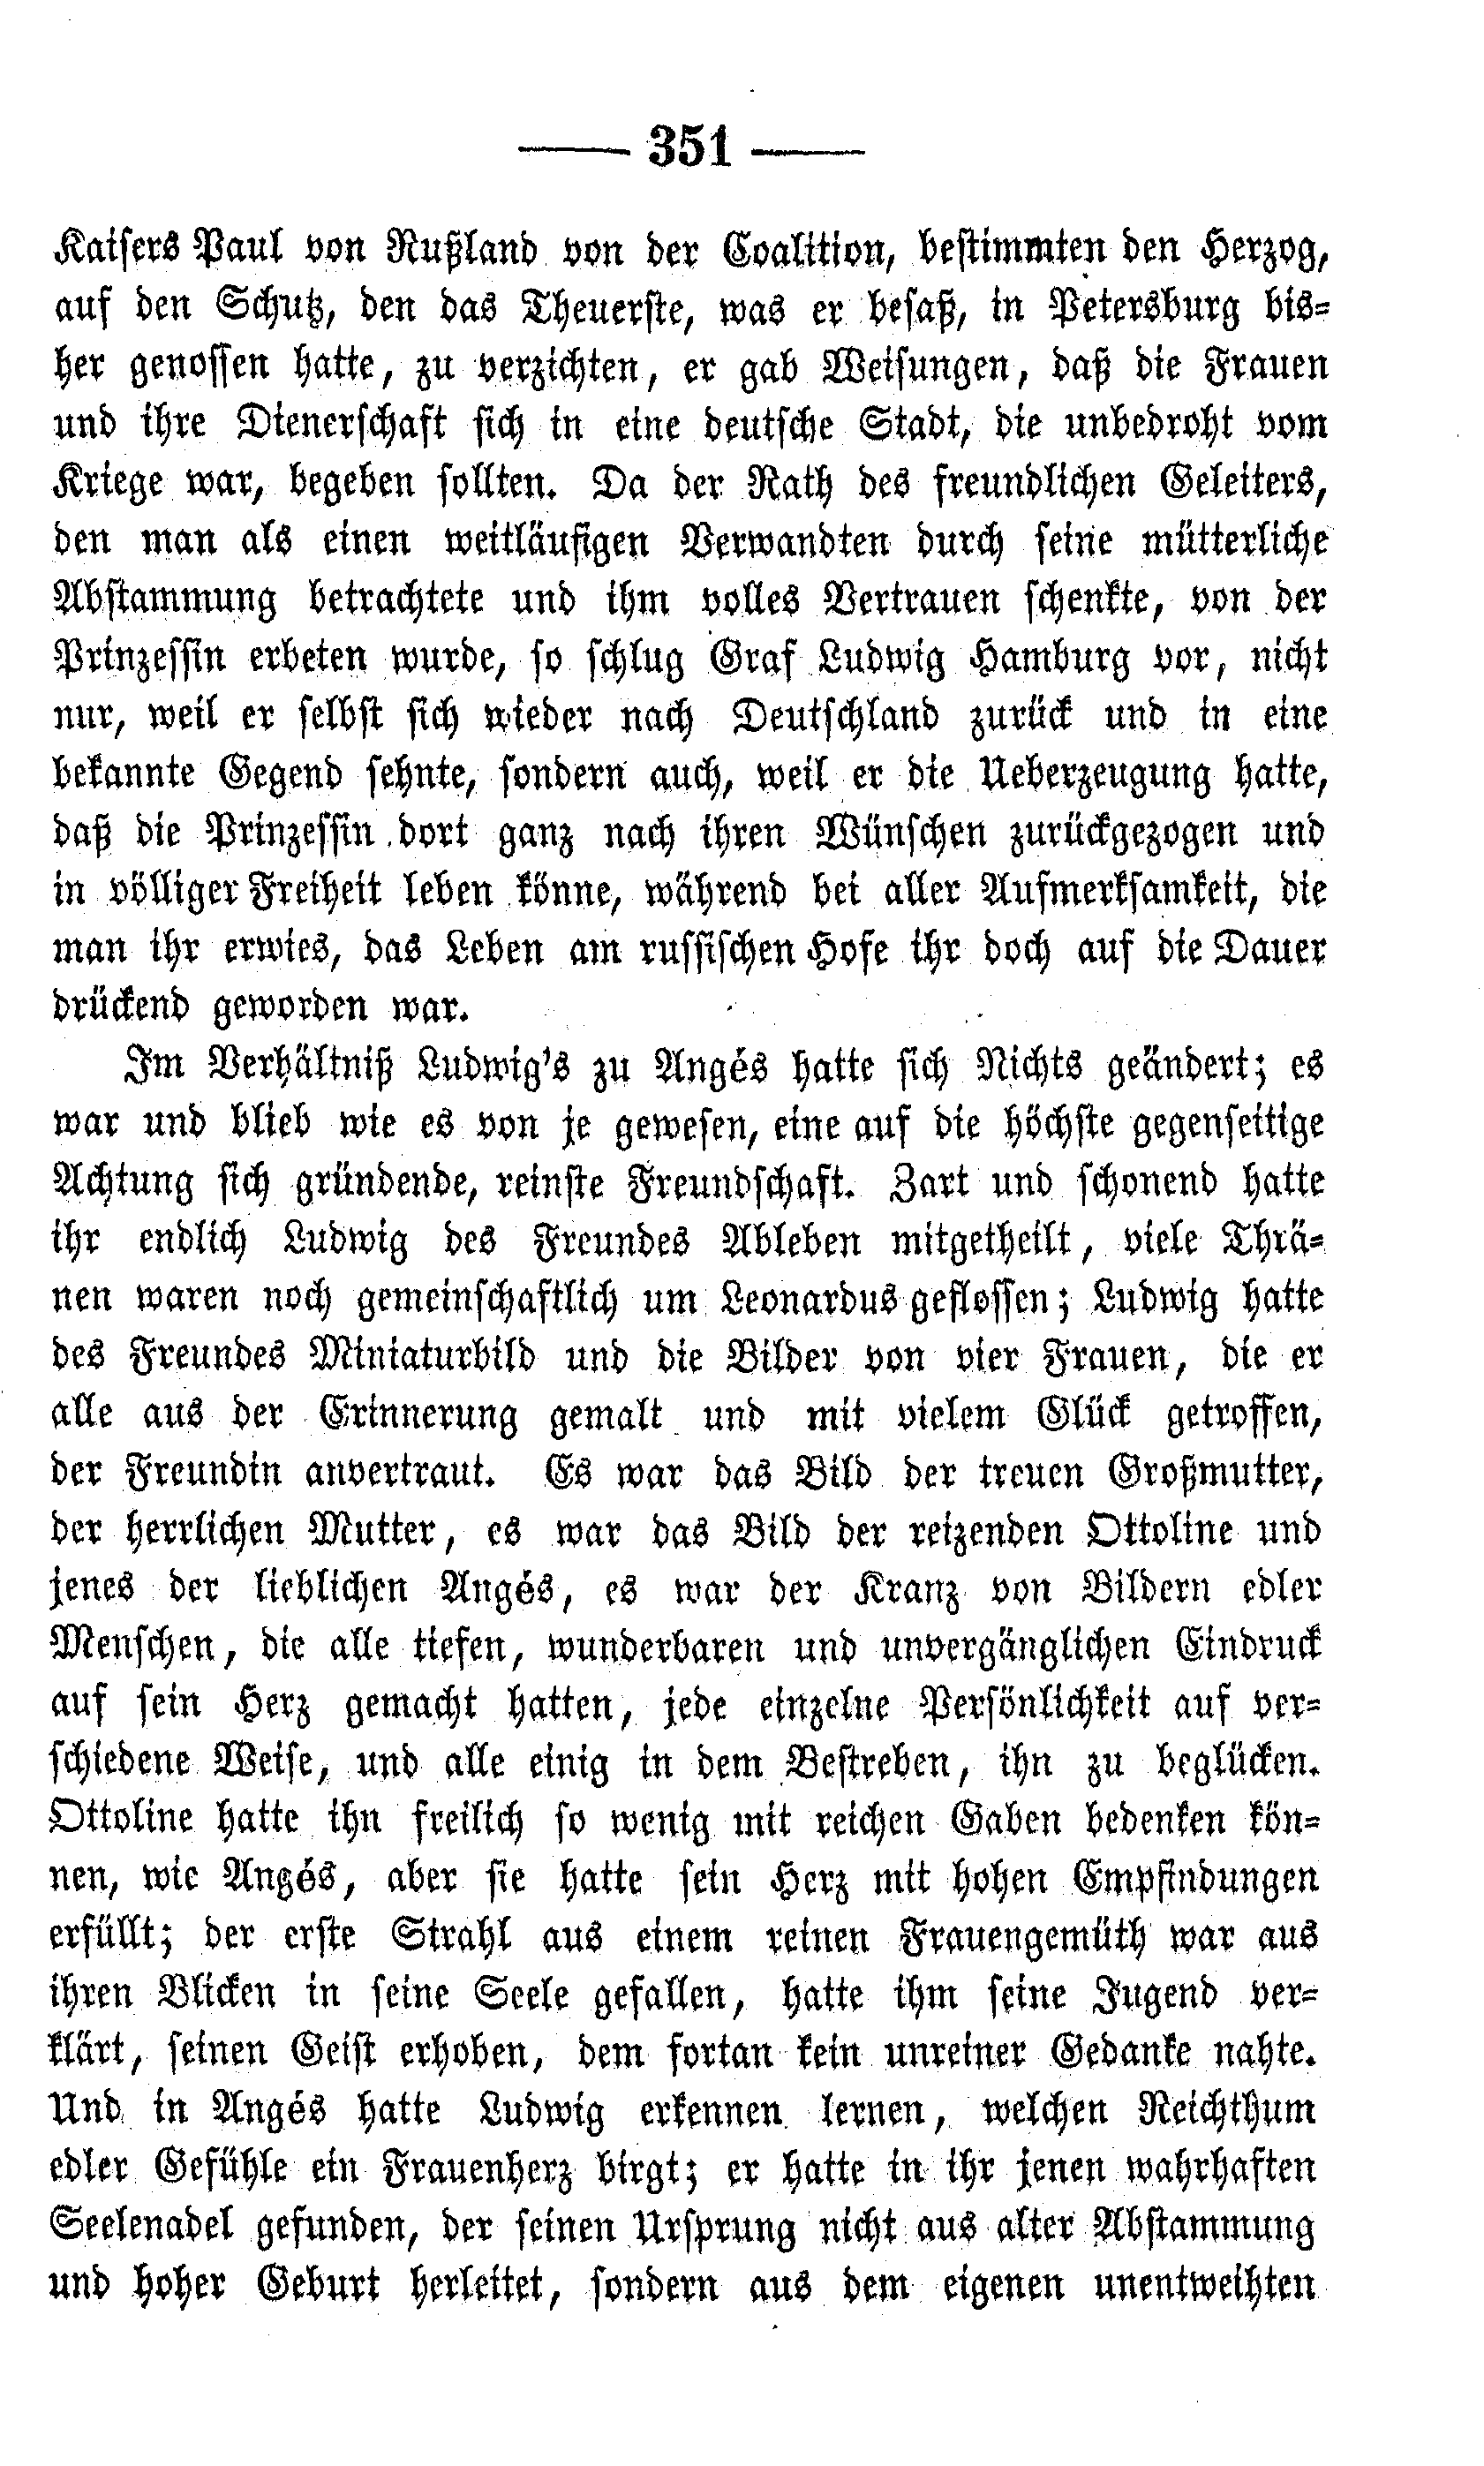 — 351 —
Kaisers Paul von Rußland von der Coalition, bestimmten den Herzog,
auf den Schutz, den das Theuerste, was er besaß, in Petersburg bis-
her genossen hatte, zu verzichten, er gab Weisungen, daß die Frauen
und ihre Dienerschaft sich in eine deutsche Stadt, die unbedroht vom
Kriege war, begeben sollten. Da der Rath des freundlichen Geleiters,
den man als einen weitläufigen Verwandten durch seine mütterliche
Abstammung betrachtete und ihm volles Vertrauen schenkte, von der
Prinzessin erbeten wurde, so schlug Graf Ludwig Hamburg vor, nicht
nur, weil er selbst sich wieder nach Deutschland zurück und in eine
bekannte Gegend sehnte, sondern auch, weil er die Ueberzeugung hatte,
daß die Prinzessin dort ganz nach ihren Wünschen zurückgezogen und
in völliger Freiheit leben könne, während bei aller Aufmerksamkeit, die
man ihr erwies, das Leben am russischen Hofe ihr doch auf die Dauer
drückend geworden war.
Im Verhältniß Ludwig's zu Angés hatte sich Nichts geändert; es
war und blieb wie es von je gewesen, eine auf die höchste gegenseitige
Achtung sich gründende, reinste Freundschaft. Zart und schonend hatte
ihr endlich Ludwig des Freundes Ableben mitgetheilt, viele Thrä-
nen waren noch gemeinschaftlich um Leonardus geflossen; Ludwig hatte
des Freundes Miniaturbild und die Bilder von vier Frauen, die er
alle aus der Erinnerung gemalt und mit vielem Glück getroffen,
der Freundin anvertraut. Es war das Bild der treuen Großmutter,
der herrlichen Mutter, es war das Bild der reizenden Ottoline und
jenes der lieblichen Angés, es war der Kranz von Bildern edler
Menschen, die alle tiefen, wunderbaren und unvergänglichen Eindruck
auf sein Herz gemacht hatten, jede einzelne Persönlichkeit auf ver-
schiedene Weise, und alle einig in dem Bestreben, ihn zu beglücken.
Ottoline hatte ihn freilich so wenig mit reichen Gaben bedenken kön-
nen, wie Angés, aber sie hatte sein Herz mit hohen Empfindungen
erfüllt; der erste Strahl aus einem reinen Frauengemüth war aus
ihren Blicken in seine Seele gefallen, hatte ihm seine Jugend ver-
klärt, seinen Geist erhoben, dem fortan kein unreiner Gedanke nahte.
Und in Angés hatte Ludwig erkennen lernen, welchen Reichthum
edler Gefühle ein Frauenherz birgt; er hatte in ihr jenen wahrhaften
Seelenadel gefunden, der seinen Ursprung nicht aus alter Abstammung
und hoher Geburt herleitet, sondern aus dem eigenen unentweihten